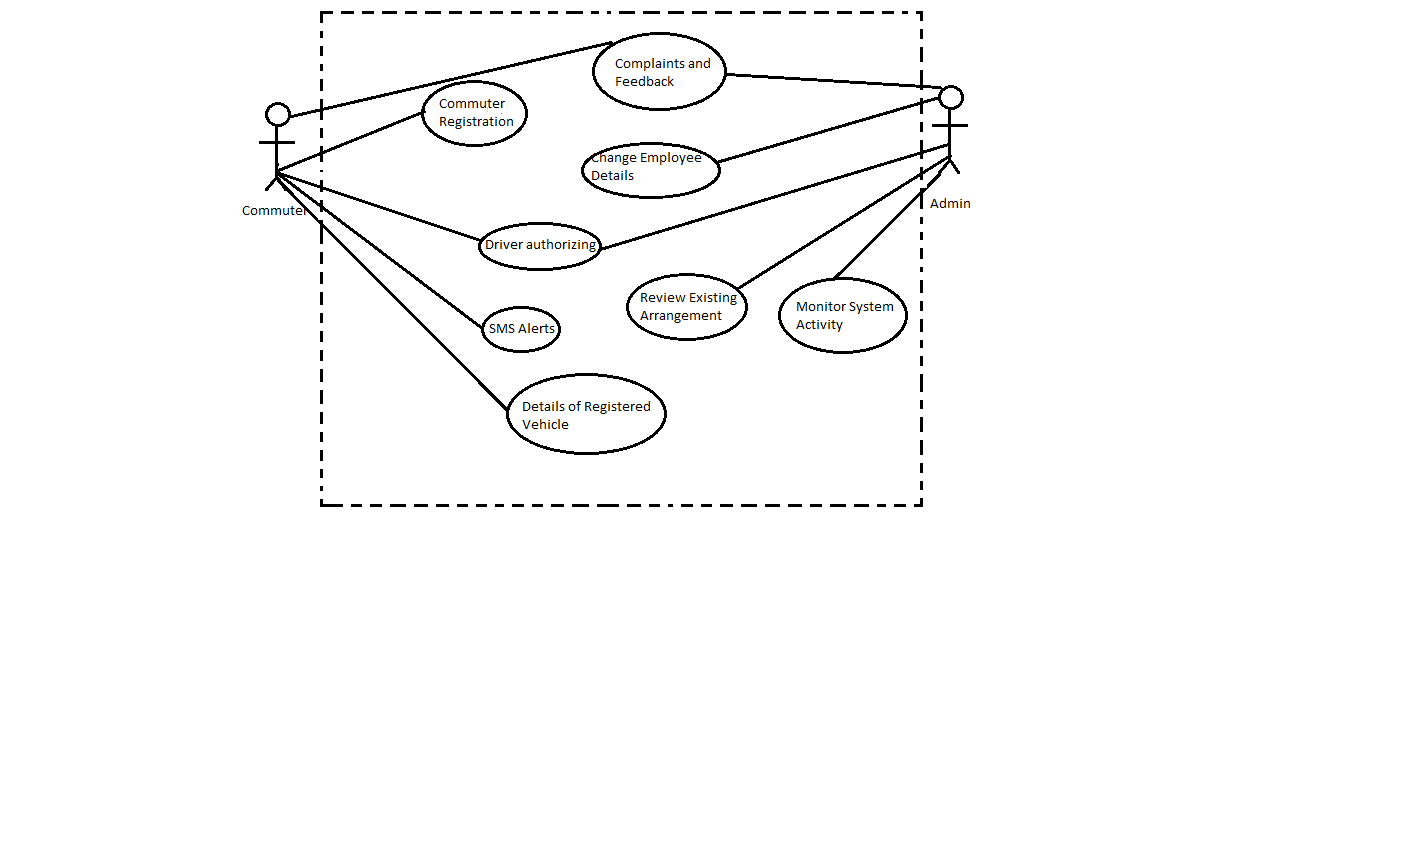 Complaints and
Feedback
Commuter
Registration
Change Employee
Details
Commuter
Admin
Driver authorizing
Review Existing
Arrangement
Monitor System
Activity
SMS Alerts
Details of Registered
Vehicle